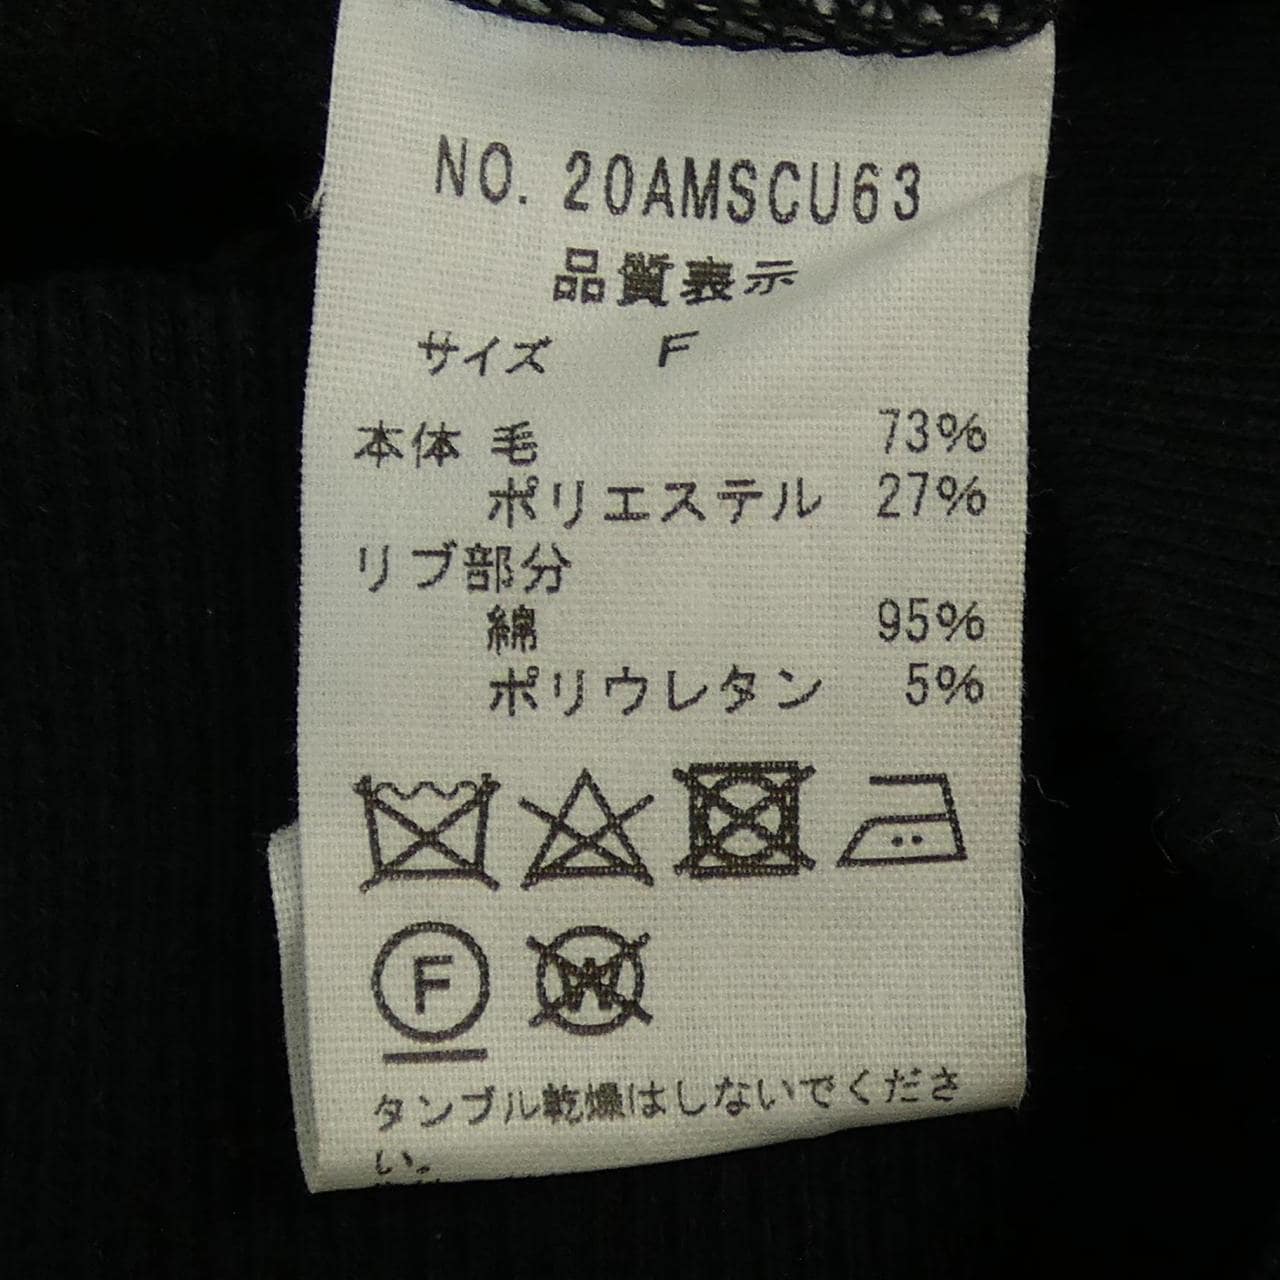 NO. 20AMSCU63
品質表示
サイズ F
本体 毛 73%
ポリエステル 27%
リブ部分
綿 95%
ポリウレタン 5%
F
W
タンブル乾燥はしないでくださ
い。